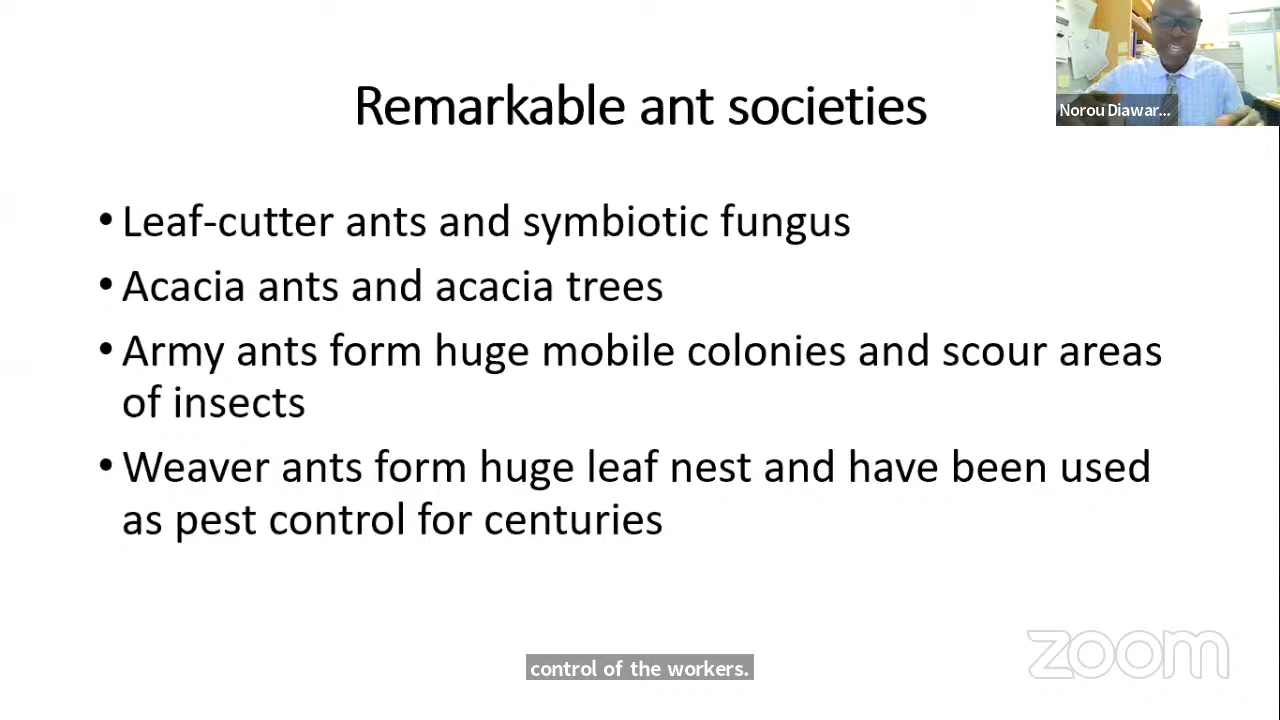 Remarkable ant societies
Norou Diawar...
• Leaf-cutter ants and symbiotic fungus
• Acacia ants and acacia trees
• Army ants form huge mobile colonies and scour areas
of insects
• Weaver ants form huge leaf nest and have been used
as pest control for centuries
control of the workers.
zoom